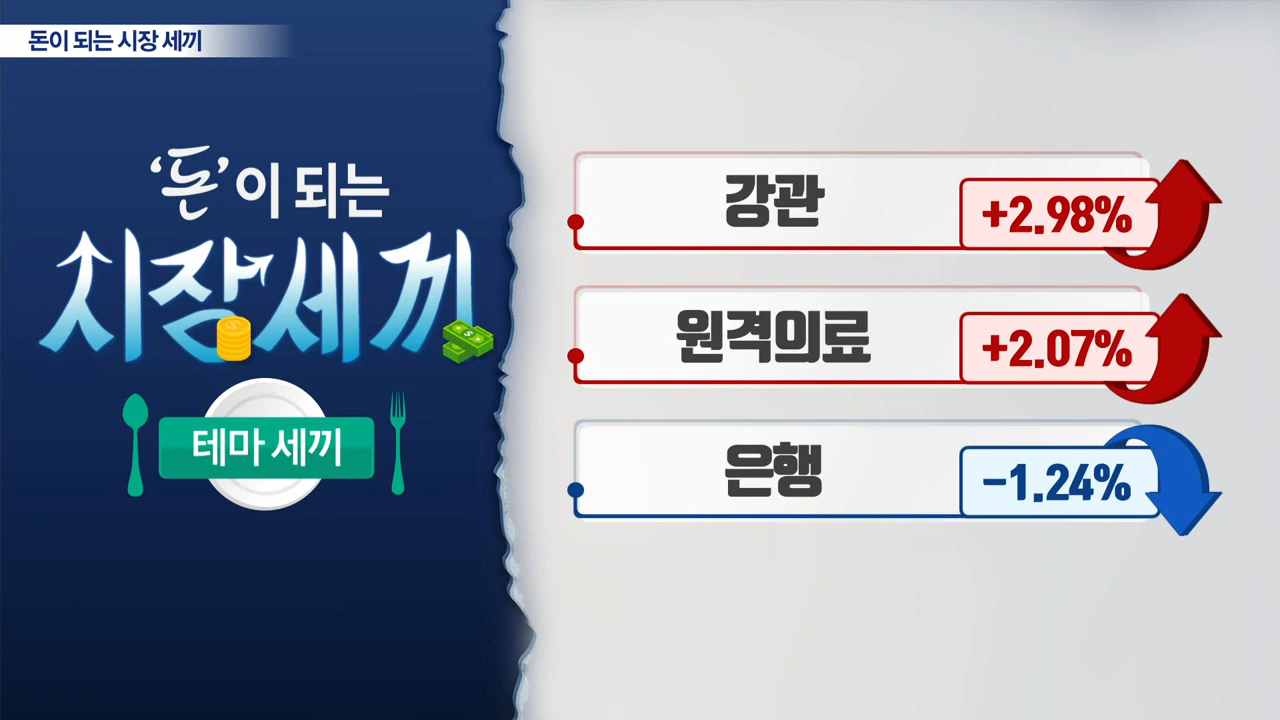 돈이 되는 시장 세끼
‘돈’이 되는
시장세끼
테마 세끼
강관
+2.98%
원격의료
+2.07%
은행
-1.24%